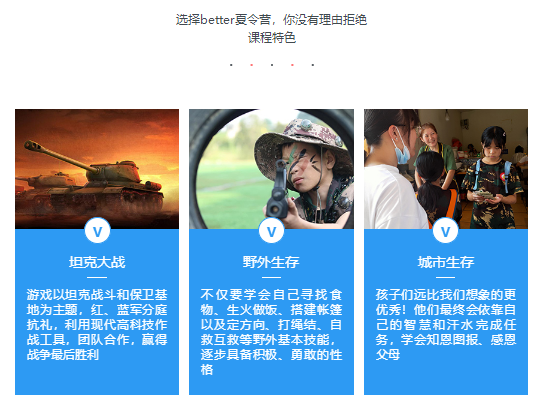 选择better夏令营，你没有理由拒绝
课程特色
V
坦克大战
游戏以坦克战斗和保卫基
地为主题，红、蓝军分庭
抗礼，利用现代高科技作
战工具，团队合作，赢得
战争最后胜利
V
野外生存
不仅要学会自己寻找食
物、生火做饭、搭建帐篷
以及定方向、打绳结、自
救互救等野外基本技能，
逐步具备积极、勇敢的性
格
V
城市生存
孩子们远比我们想象的更
优秀！他们最终会依靠自
己的智慧和汗水完成任
务，学会知恩图报、感恩
父母